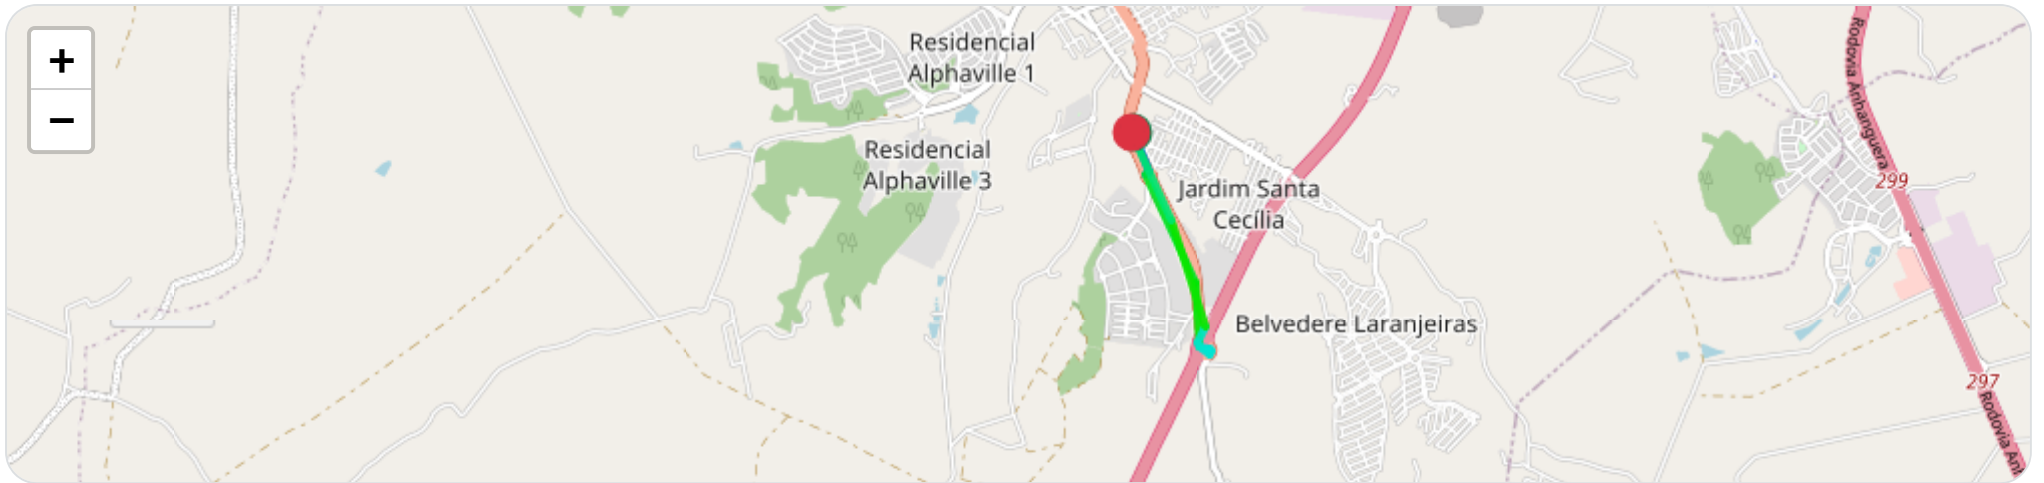 +
−
Residencial
Alphaville 1
Residencial
Alphaville 3
Jardim Santa
Cecília
Belvedere Laranjeiras
Rodovia Anhanguera
299
297
Rodovia Anh